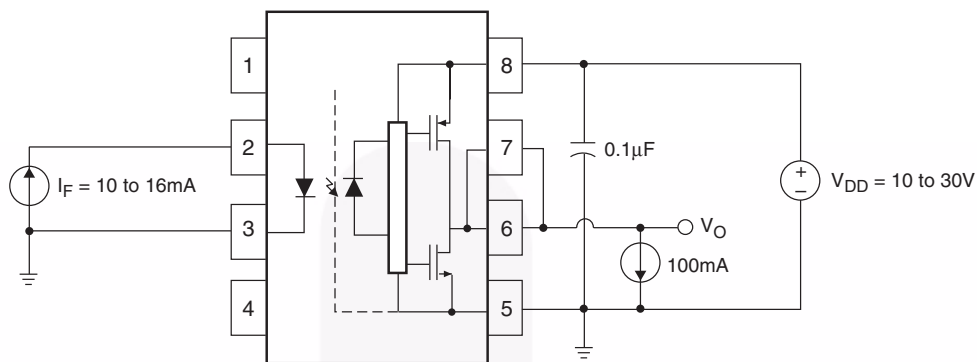 1
8
2
7
0.1µF
I_F = 10 to 16mA
+
–
V_DD = 10 to 30V
3
6
V_O
100mA
4
5